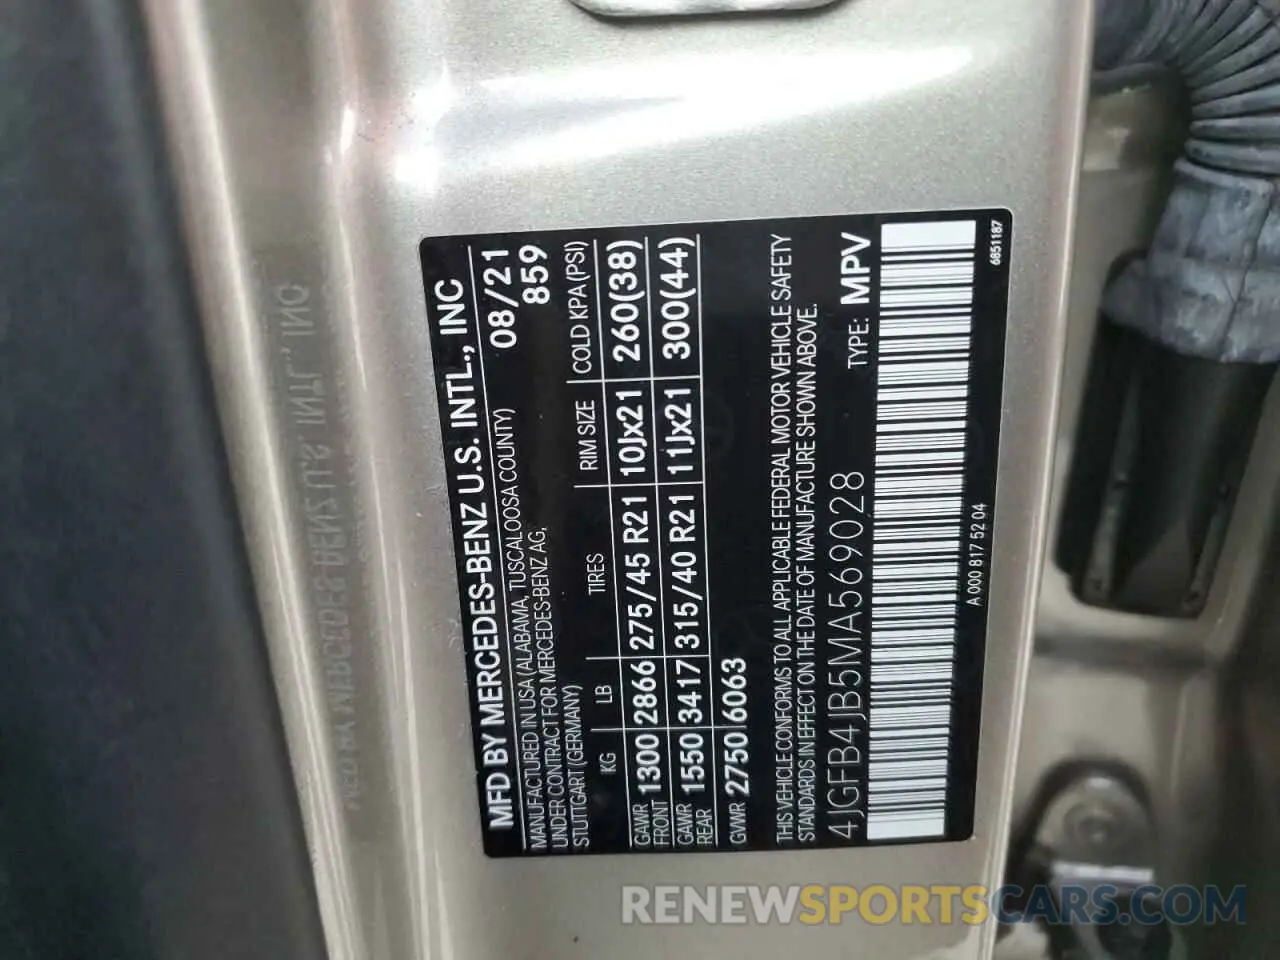 MFD BY MERCEDES-BENZ U.S. INTL., INC
MANUFACTURED IN USA (ALABAMA, TUSCALOOSA COUNTY) 08/21
UNDER CONTRACT FOR MERCEDES-BENZ AG, 859
STUTTGART (GERMANY)
KG LB TIRES RIM SIZE COLD KPA (PSI)
GAWR FRONT 1300 2866 275/45 R21 10Jx21 260(38)
GAWR REAR 1550 3417 315/40 R21 11Jx21 300(44)
GVWR 2750 6063
THIS VEHICLE CONFORMS TO ALL APPLICABLE FEDERAL MOTOR VEHICLE SAFETY
STANDARDS IN EFFECT ON THE DATE OF MANUFACTURE SHOWN ABOVE.
4JGFB4JB5MA569028 TYPE: MPV
A 000 817 52 04 6851187
RENEWSPORTSCARS.COM